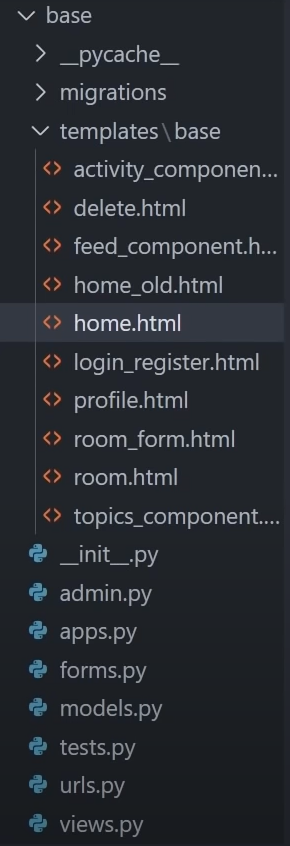 base
__pycache__
migrations
templates\base
activity_componen...
delete.html
feed_component.h...
home_old.html
home.html
login_register.html
profile.html
room_form.html
room.html
topics_component....
__init__.py
admin.py
apps.py
forms.py
models.py
tests.py
urls.py
views.py